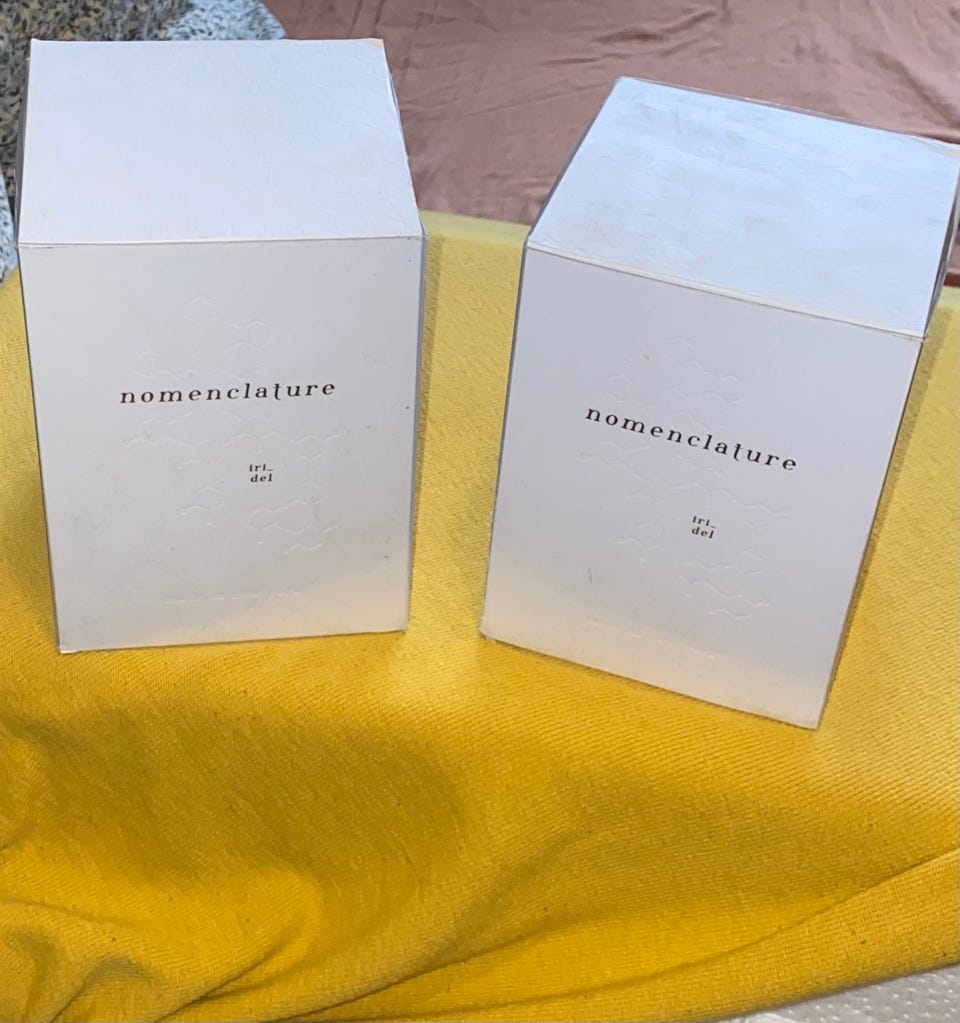 nomenclature
iri_
del
nomenclature
iri_
del